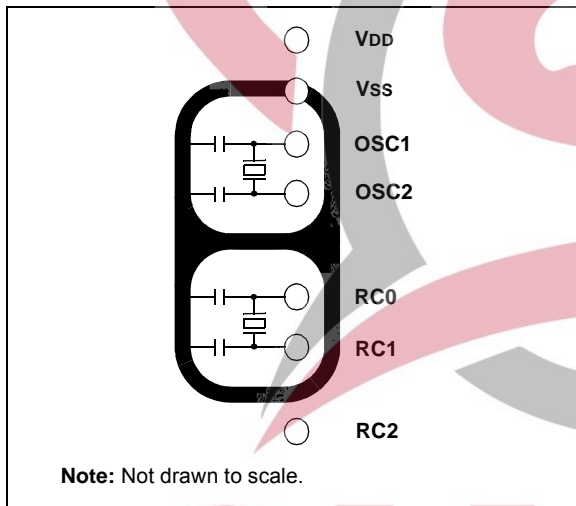 VDD
VSS
OSC1
OSC2
RC0
RC1
RC2
Note: Not drawn to scale.